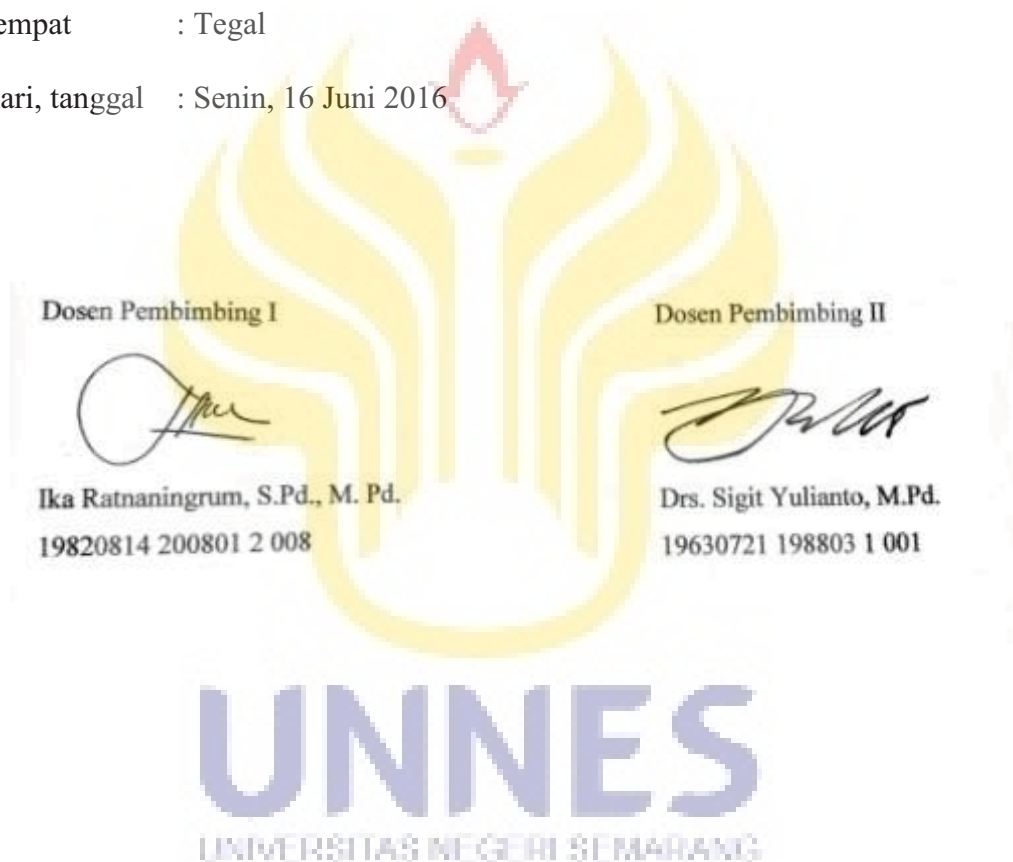 empat : Tegal
ari, tanggal : Senin, 16 Juni 2016
Dosen Pembimbing I Dosen Pembimbing II
Ika Ratnaningrum, S.Pd., M. Pd. Drs. Sigit Yulianto, M.Pd.
19820814 200801 2 008 19630721 198803 1 001
UNNES
UNIVERSITAS NEGERI SEMARANG